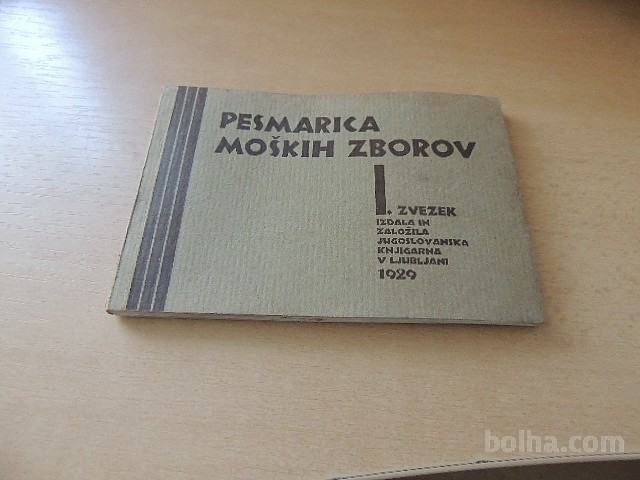 PESMARICA
MOŠKIH ZBOROV
I. ZVEZEK
IZDALA IN
ZALOŽILA
JUGOSLOVANSKA
KNJIGARNA
V LJUBLJANI
1929
bolha.com